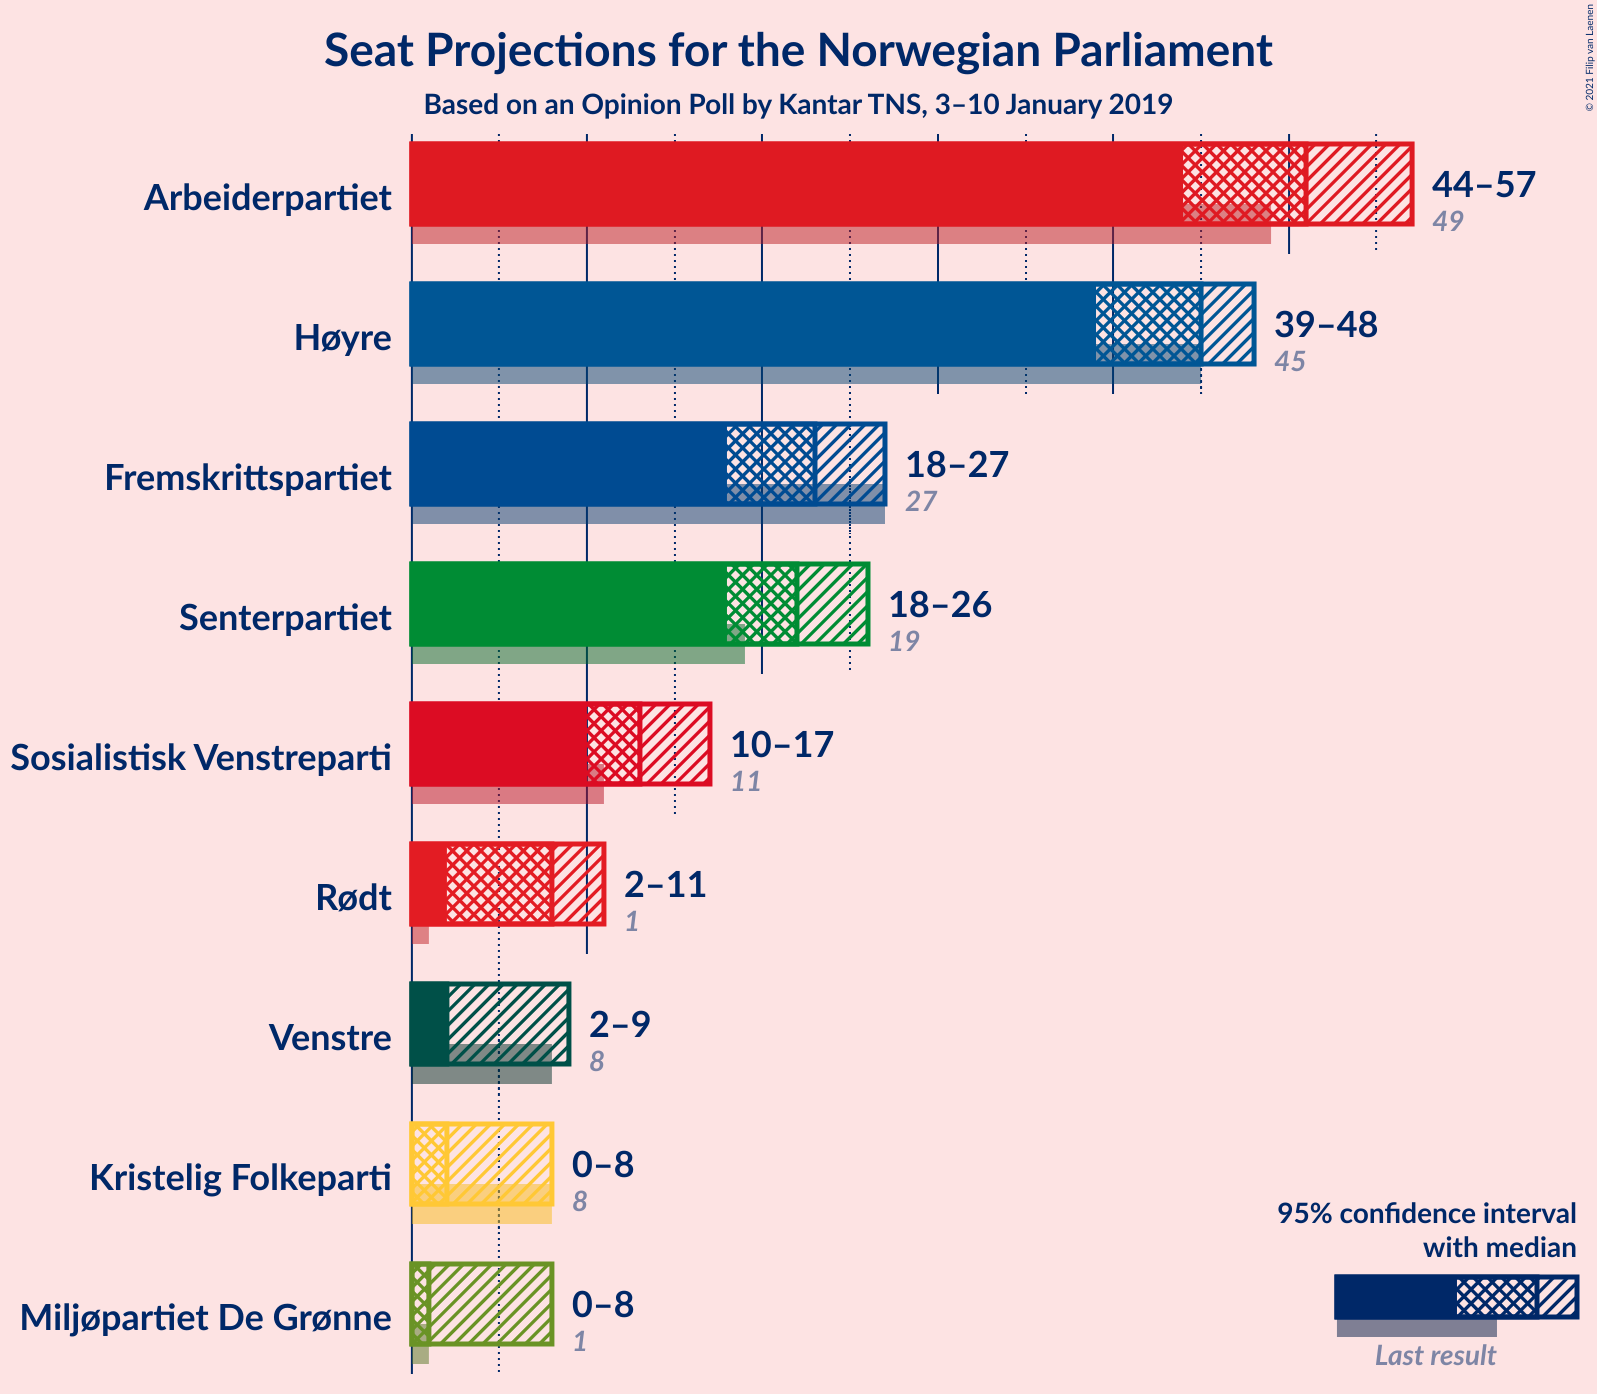 Seat Projections for the Norwegian Parliament
Based on an Opinion Poll by Kantar TNS, 3–10 January 2019
© 2021 Filip van Laenen
Arbeiderpartiet
44–57
49
Høyre
39–48
45
Fremskrittspartiet
18–27
27
Senterpartiet
18–26
19
Sosialistisk Venstreparti
10–17
11
Rødt
2–11
1
Venstre
2–9
8
Kristelig Folkeparti
0–8
8
Miljøpartiet De Grønne
0–8
1
95% confidence interval
with median
Last result